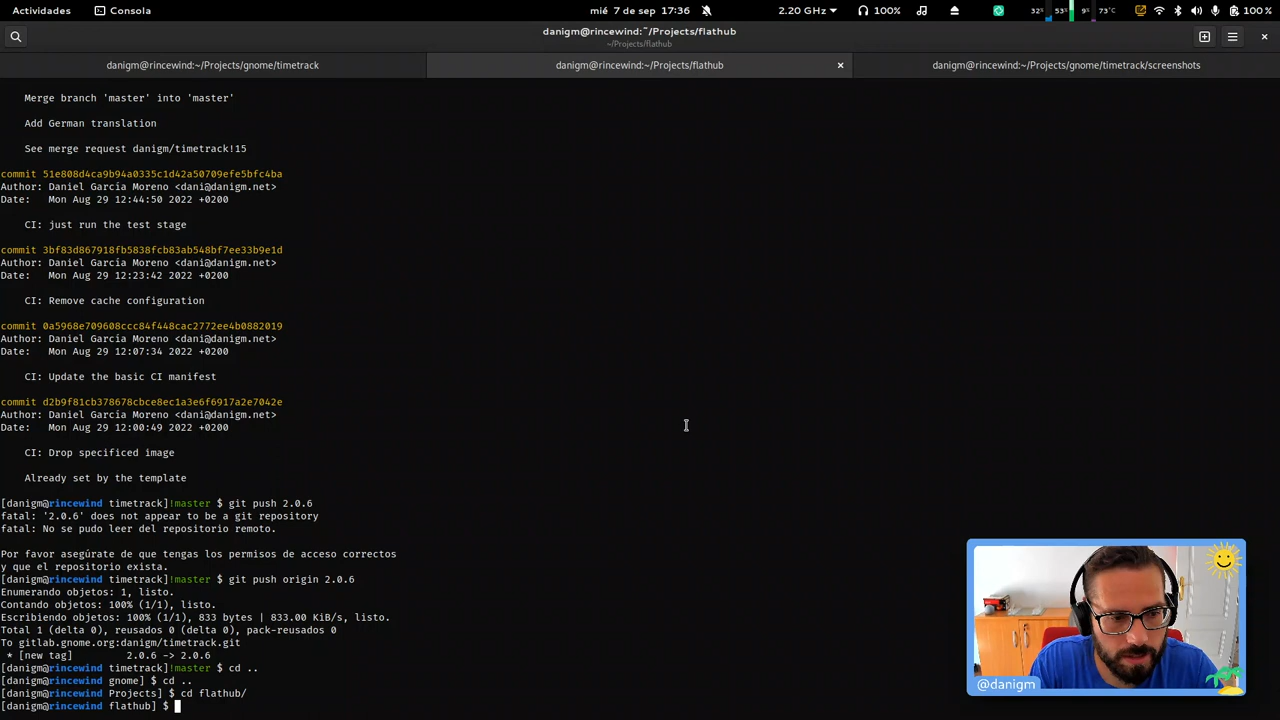 Actividades
Consola
mié 7 de sep 17:36
2.20 GHz
100%
32%
53%
9%
73°C
100 %
danigm@rincewind:~/Projects/flathub
~/Projects/flathub
danigm@rincewind:~/Projects/gnome/timetrack
danigm@rincewind:~/Projects/flathub
danigm@rincewind:~/Projects/gnome/timetrack/screenshots
Merge branch 'master' into 'master'
Add German translation
See merge request danigm/timetrack!15
commit 51e808d4ca9b94a0335c1d42a50709efe5bfc4ba
Author: Daniel García Moreno <dani@danigm.net>
Date:   Mon Aug 29 12:44:50 2022 +0200
CI: just run the test stage
commit 3bf83d867918fb5838fcb83ab548bf7ee33b9e1d
Author: Daniel García Moreno <dani@danigm.net>
Date:   Mon Aug 29 12:23:42 2022 +0200
CI: Remove cache configuration
commit 0a5968e709608ccc84f448cac2772ee4b0882019
Author: Daniel García Moreno <dani@danigm.net>
Date:   Mon Aug 29 12:07:34 2022 +0200
CI: Update the basic CI manifest
commit d2b9f81cb378678cbce8ec1a3e6f6917a2e7042e
Author: Daniel García Moreno <dani@danigm.net>
Date:   Mon Aug 29 12:00:49 2022 +0200
CI: Drop specificed image
Already set by the template
[danigm@rincewind timetrack]!master $ git push 2.0.6
fatal: '2.0.6' does not appear to be a git repository
fatal: No se pudo leer del repositorio remoto.
Por favor asegúrate de que tengas los permisos de acceso correctos
y que el repositorio exista.
[danigm@rincewind timetrack]!master $ git push origin 2.0.6
Enumerando objetos: 1, listo.
Contando objetos: 100% (1/1), listo.
Escribiendo objetos: 100% (1/1), 833 bytes | 833.00 KiB/s, listo.
Total 1 (delta 0), reusados 0 (delta 0), pack-reusados 0
To gitlab.gnome.org:danigm/timetrack.git
* [new tag]         2.0.6 -> 2.0.6
[danigm@rincewind timetrack]!master $ cd ..
[danigm@rincewind gnome] $ cd ..
[danigm@rincewind Projects] $ cd flathub/
[danigm@rincewind flathub] $
@danigm